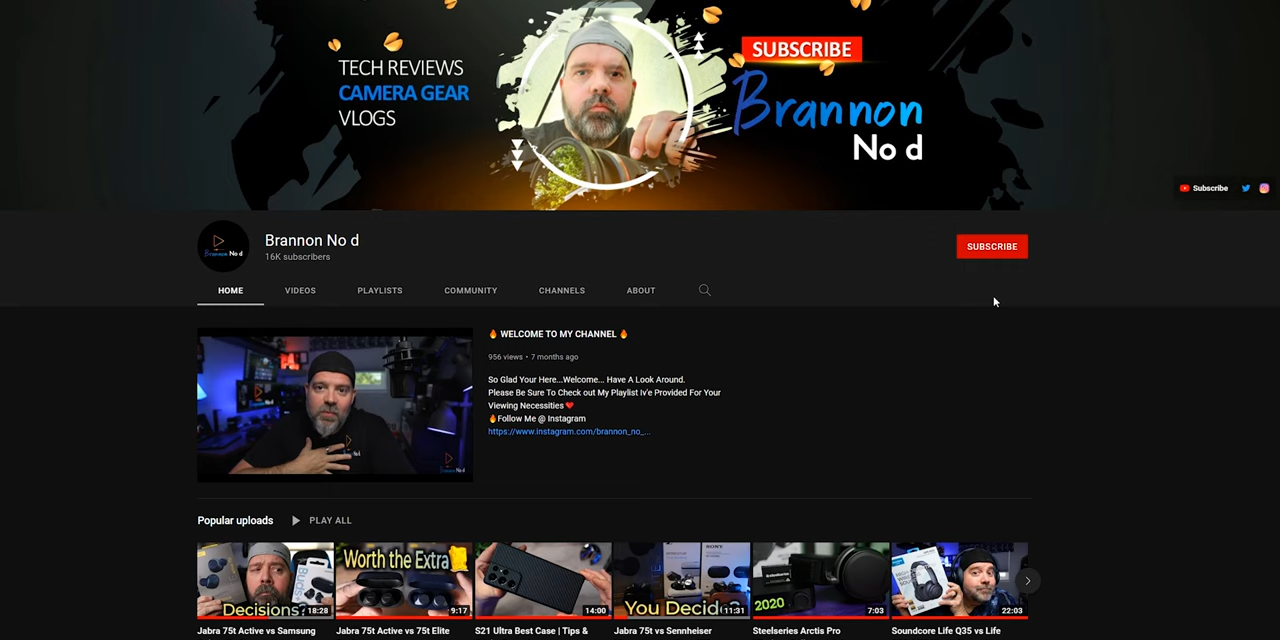 TECH REVIEWS
CAMERA GEAR
VLOGS
SUBSCRIBE
Brannon
No d
Subscribe
Brannon No d
Brannon No d
16K subscribers
SUBSCRIBE
HOME VIDEOS PLAYLISTS COMMUNITY CHANNELS ABOUT
🔥 WELCOME TO MY CHANNEL 🔥
956 views • 7 months ago
So Glad Your Here...Welcome... Have A Look Around.
Please Be Sure To Check out My Playlist Iv'e Provided For Your
Viewing Necessities❤️
🔥Follow Me @ Instagram
https://www.instagram.com/brannon_no_...
Popular uploads PLAY ALL
Decisions? 18:28
Worth the Extra 9:17
14:00
You Decide? 11:31
2020 7:03
22:03
Jabra 75t Active vs Samsung
Jabra 75t Active vs 75t Elite
S21 Ultra Best Case | Tips &
Jabra 75t vs Sennheiser
Steelseries Arctis Pro
Soundcore Life Q35 vs Life